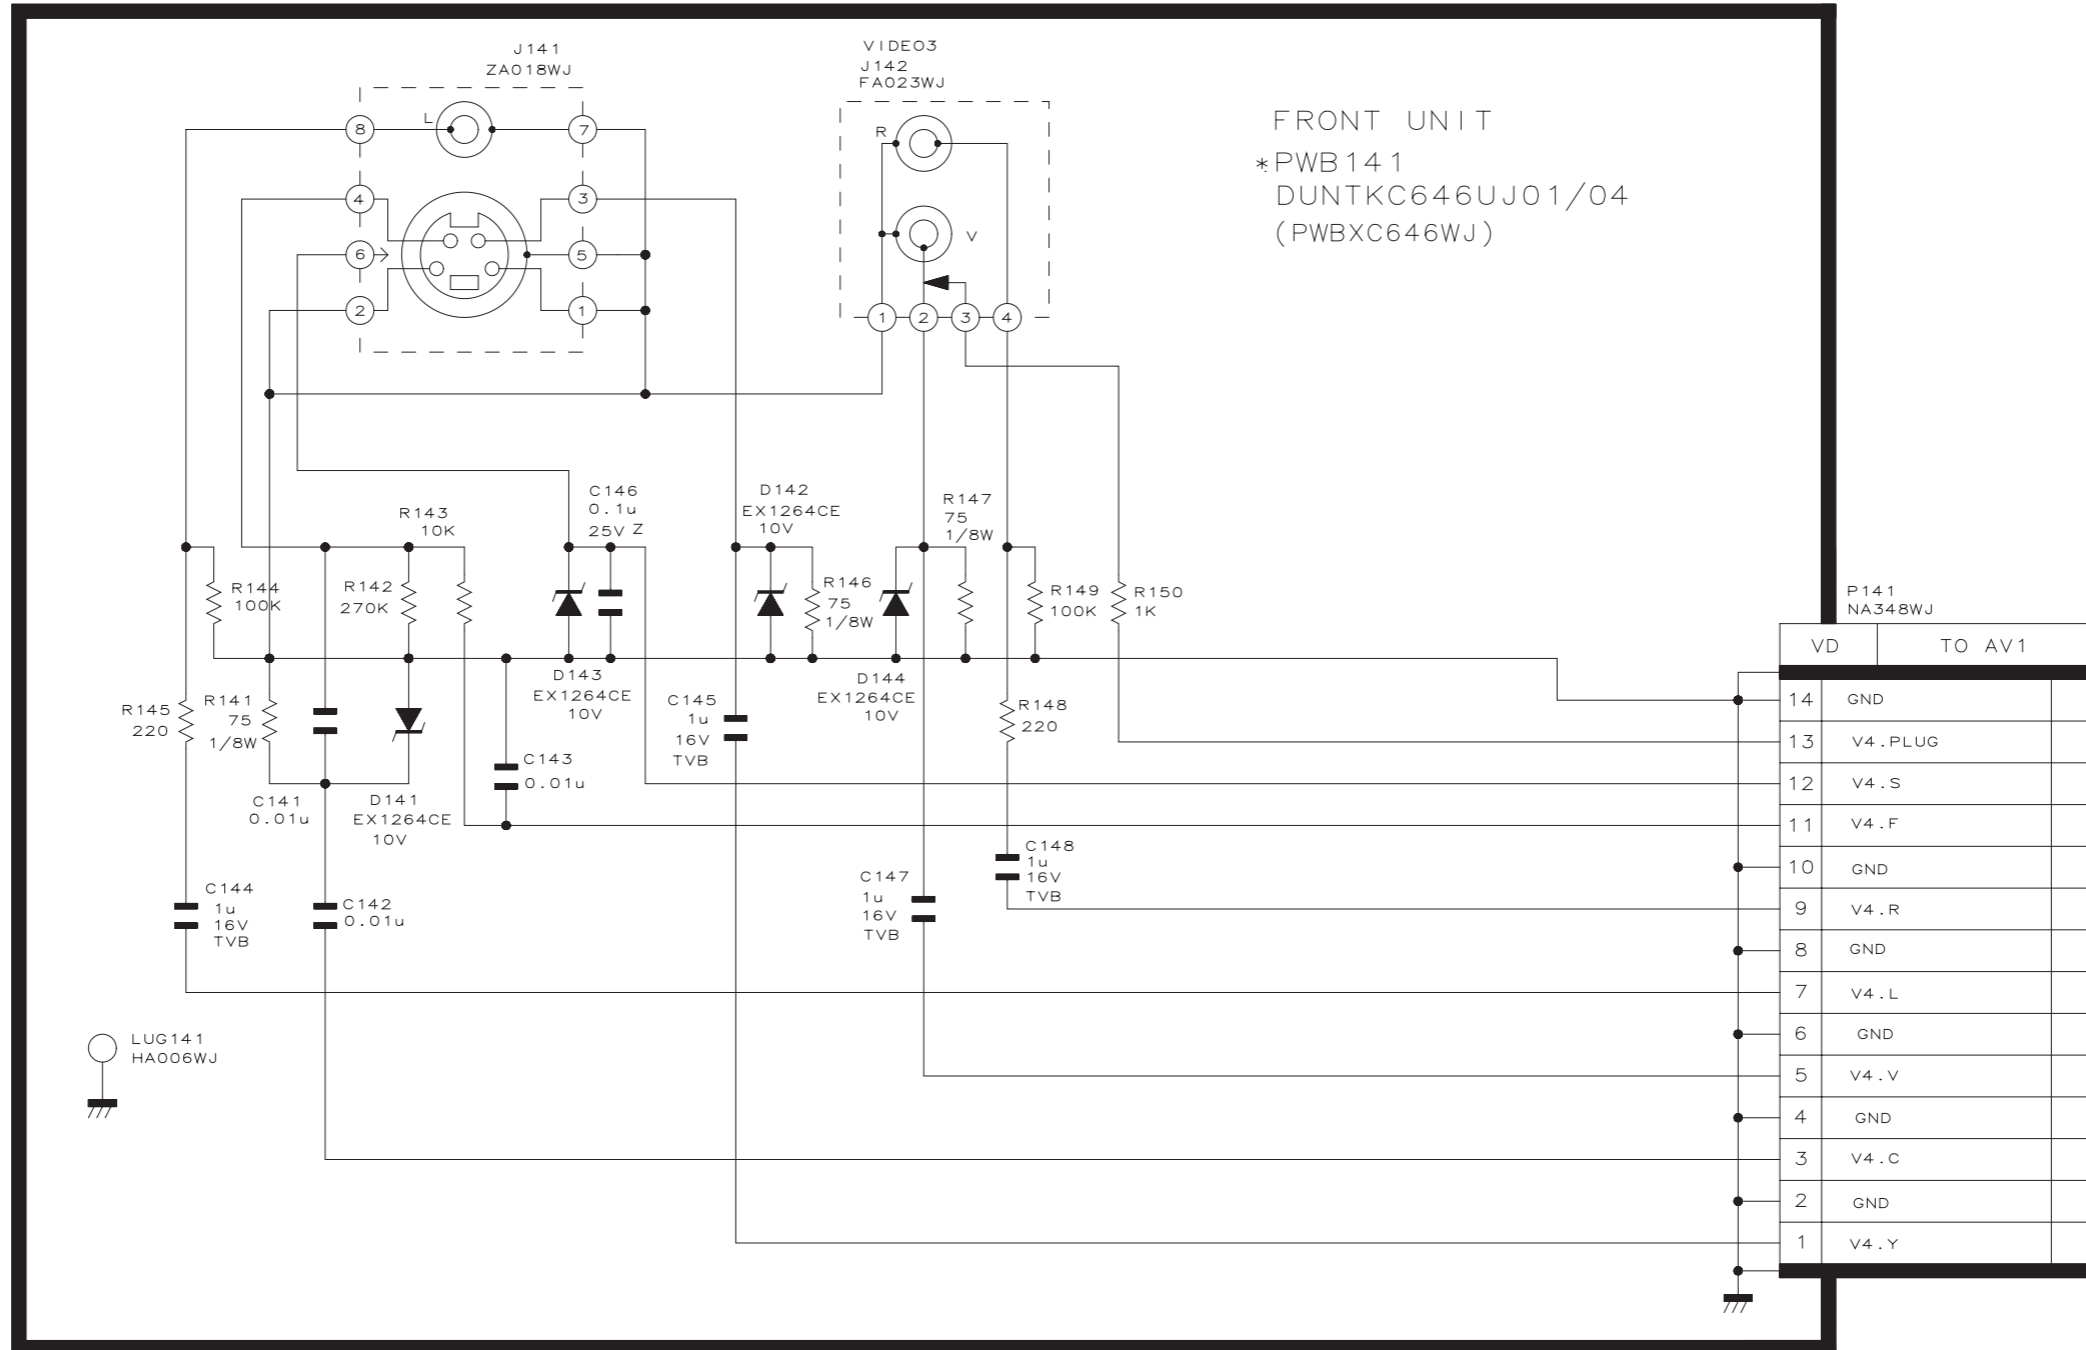 J141
ZA018WJ
8
L
7
4
3
6
5
2
1
VIDEO3
J142
FA023WJ
R
V
1
2
3
4
FRONT UNIT
*PWB141
DUNTKC646UJ01/04
(PWBXC646WJ)
R143
10K
C146
0.1u
25V Z
D142
EX1264CE
10V
R147
75
1/8W
R144
100K
R142
270K
R146
75
1/8W
R149
100K
R150
1K
R145
220
R141
75
1/8W
D143
EX1264CE
10V
C145
1u
16V
TVB
D144
EX1264CE
10V
R148
220
C143
0.01u
C141
0.01u
D141
EX1264CE
10V
C144
1u
16V
TVB
C142
0.01u
C147
1u
16V
TVB
C148
1u
16V
TVB
LUG141
HA006WJ
P141
NA348WJ
VD TO AV1
14 GND
13 V4.PLUG
12 V4.S
11 V4.F
10 GND
9 V4.R
8 GND
7 V4.L
6 GND
5 V4.V
4 GND
3 V4.C
2 GND
1 V4.Y